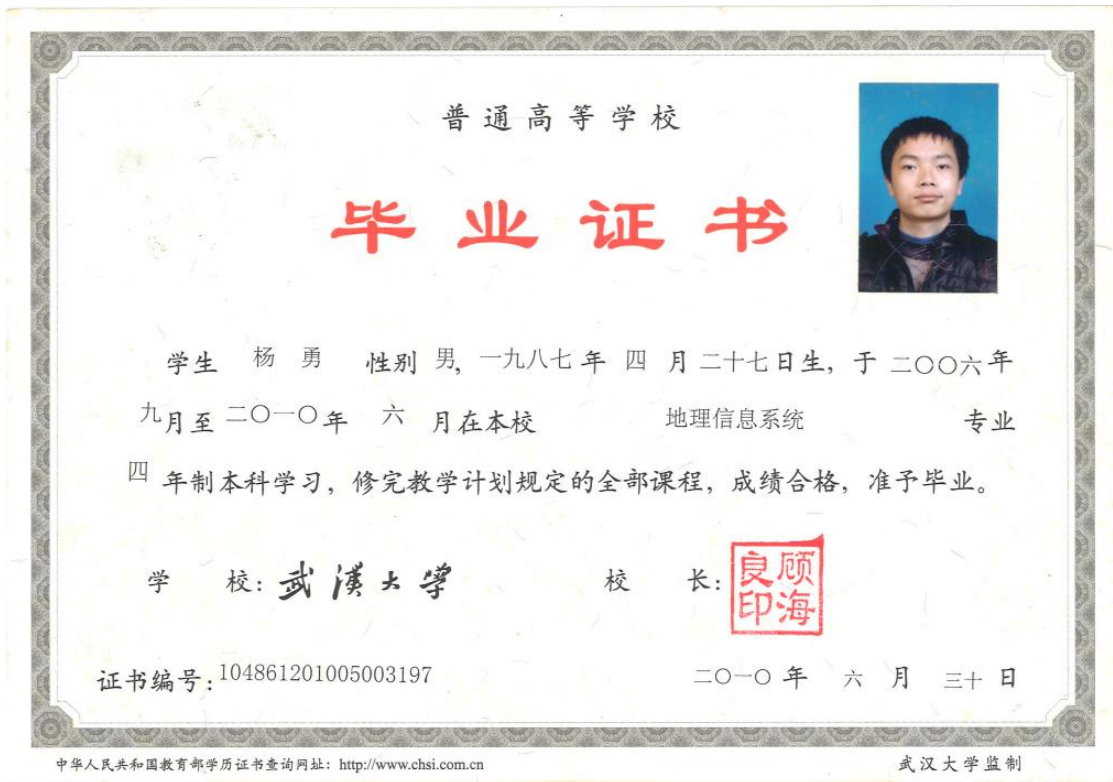 普通高等学校
毕业证书
学生 杨勇 性别 男, 一九八七年 四 月 二十七日生, 于 二〇〇六年
九月至 二〇一〇年 六 月在本校 地理信息系统 专业
四 年制本科学习, 修完教学计划规定的全部课程, 成绩合格, 准予毕业。
学 校: 武漢大学 校 长: 顾海良印
证书编号: 104861201005003197 二〇一〇年 六 月 三十 日
中华人民共和国教育部学历证书查询网址: http://www.chsi.com.cn 武汉大学监制